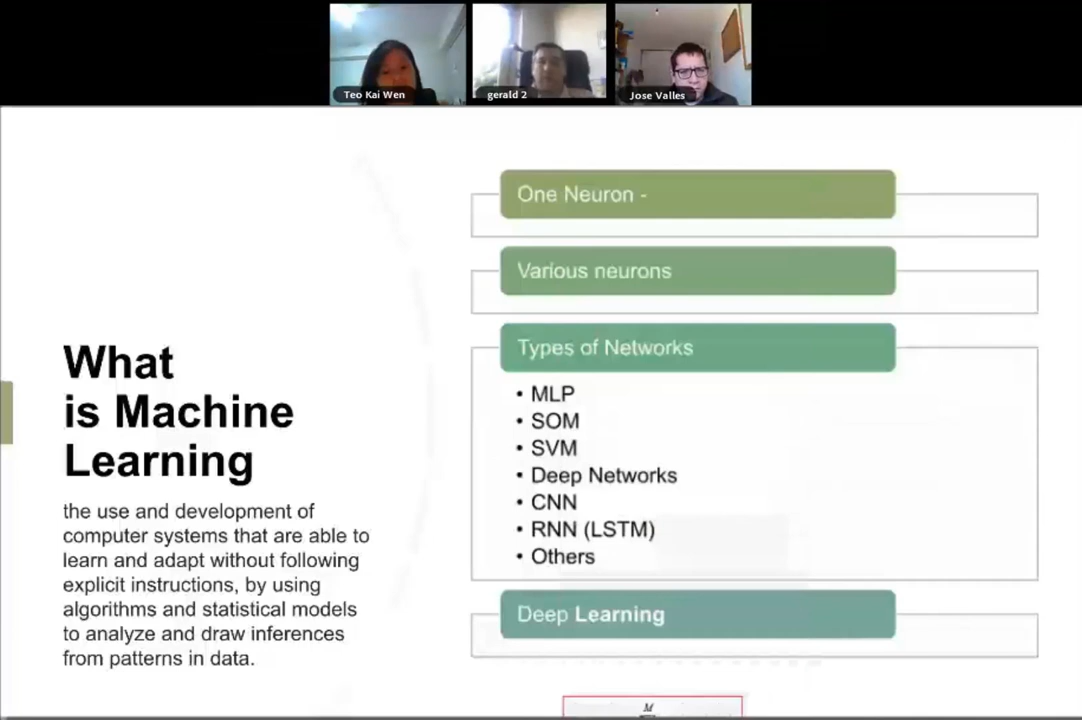 Teo Kai Wen
gerald 2
Jose Valles
What
is Machine
Learning
the use and development of
computer systems that are able to
learn and adapt without following
explicit instructions, by using
algorithms and statistical models
to analyze and draw inferences
from patterns in data.
One Neuron -
Various neurons
Types of Networks
• MLP
• SOM
• SVM
• Deep Networks
• CNN
• RNN (LSTM)
• Others
Deep Learning
M